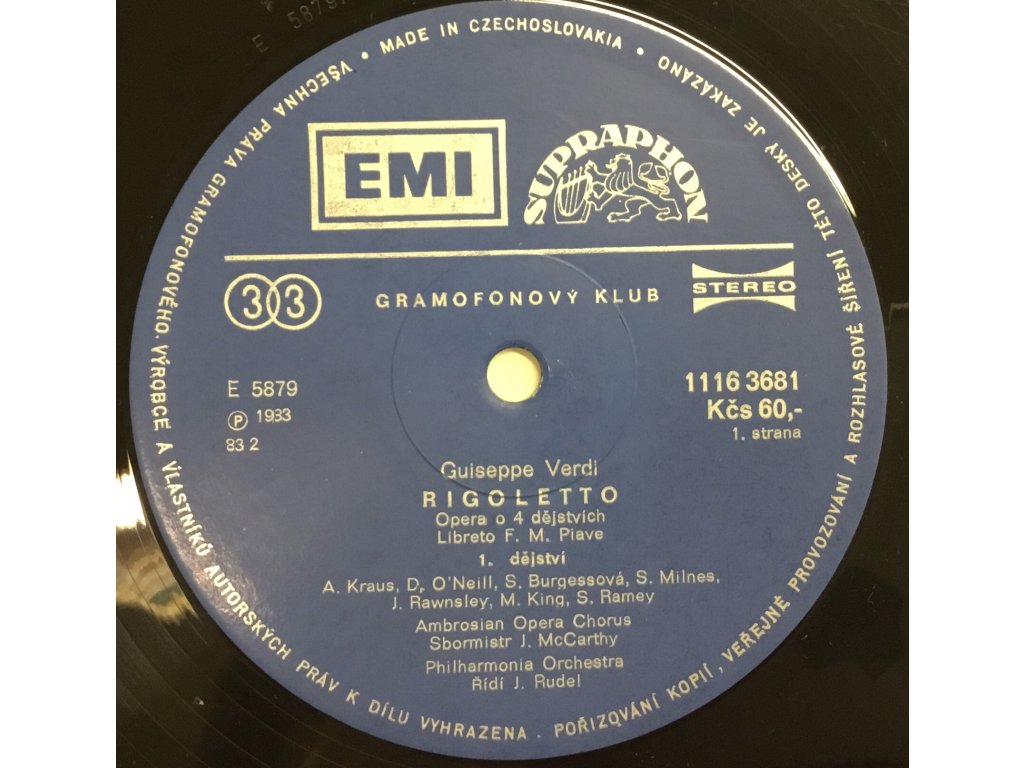 E 5879
MADE IN CZECHOSLOVAKIA • VŠECHNA PRÁVA GRAMOFONOVÉHO. VÝROBCE A VLASTNÍKŮ AUTORSKÝCH PRÁV K DÍLU VYHRAZENA . POŘIZOVÁNÍ KOPIÍ , VEŘEJNÉ PROVOZOVÁNÍ A ROZHLASOVÉ ŠÍŘENÍ TÉTO DESKY JE ZAKÁZÁNO •
EMI
SUPRAPHON
33
GRAMOFONOVÝ KLUB
STEREO
E 5879
1116 3681
Ⓟ 1983
Kčs 60,-
83 2
1. strana
Guiseppe Verdi
RIGOLETTO
Opera o 4 dějstvích
Libreto F. M. Piave
1. dějství
A. Kraus, D. O'Neill, S. Burgessová, S. Milnes,
J. Rawnsley, M. King, S. Ramey
Ambrosian Opera Chorus
Sbormistr J. McCarthy
Philharmonia Orchestra
Řídí J. Rudel